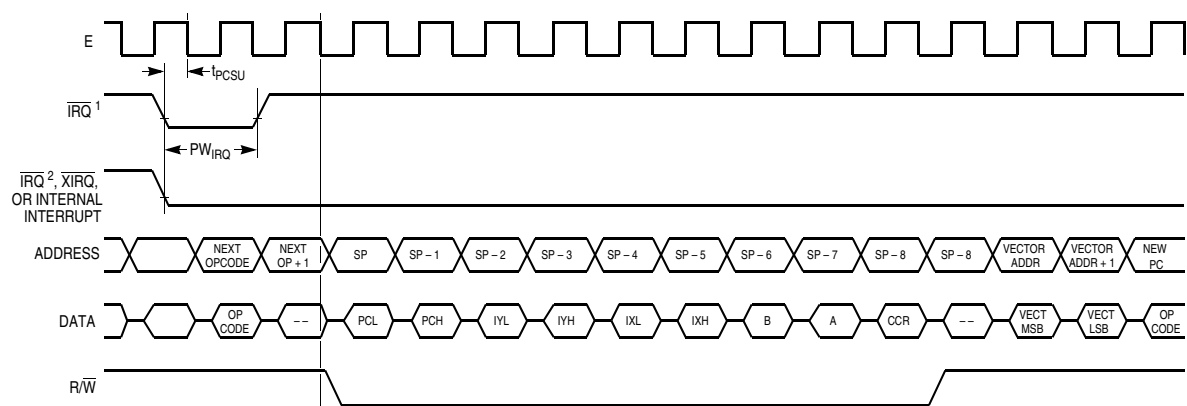 E
tPCSU
IRQ 1
PWIRQ
IRQ 2, XIRQ,
OR INTERNAL
INTERRUPT
ADDRESS
NEXT
OPCODE
NEXT
OP + 1
SP
SP – 1
SP – 2
SP – 3
SP – 4
SP – 5
SP – 6
SP – 7
SP – 8
SP – 8
VECTOR
ADDR
VECTOR
ADDR + 1
NEW
PC
DATA
OP
CODE
– –
PCL
PCH
IYL
IYH
IXL
IXH
B
A
CCR
– –
VECT
MSB
VECT
LSB
OP
CODE
R/W